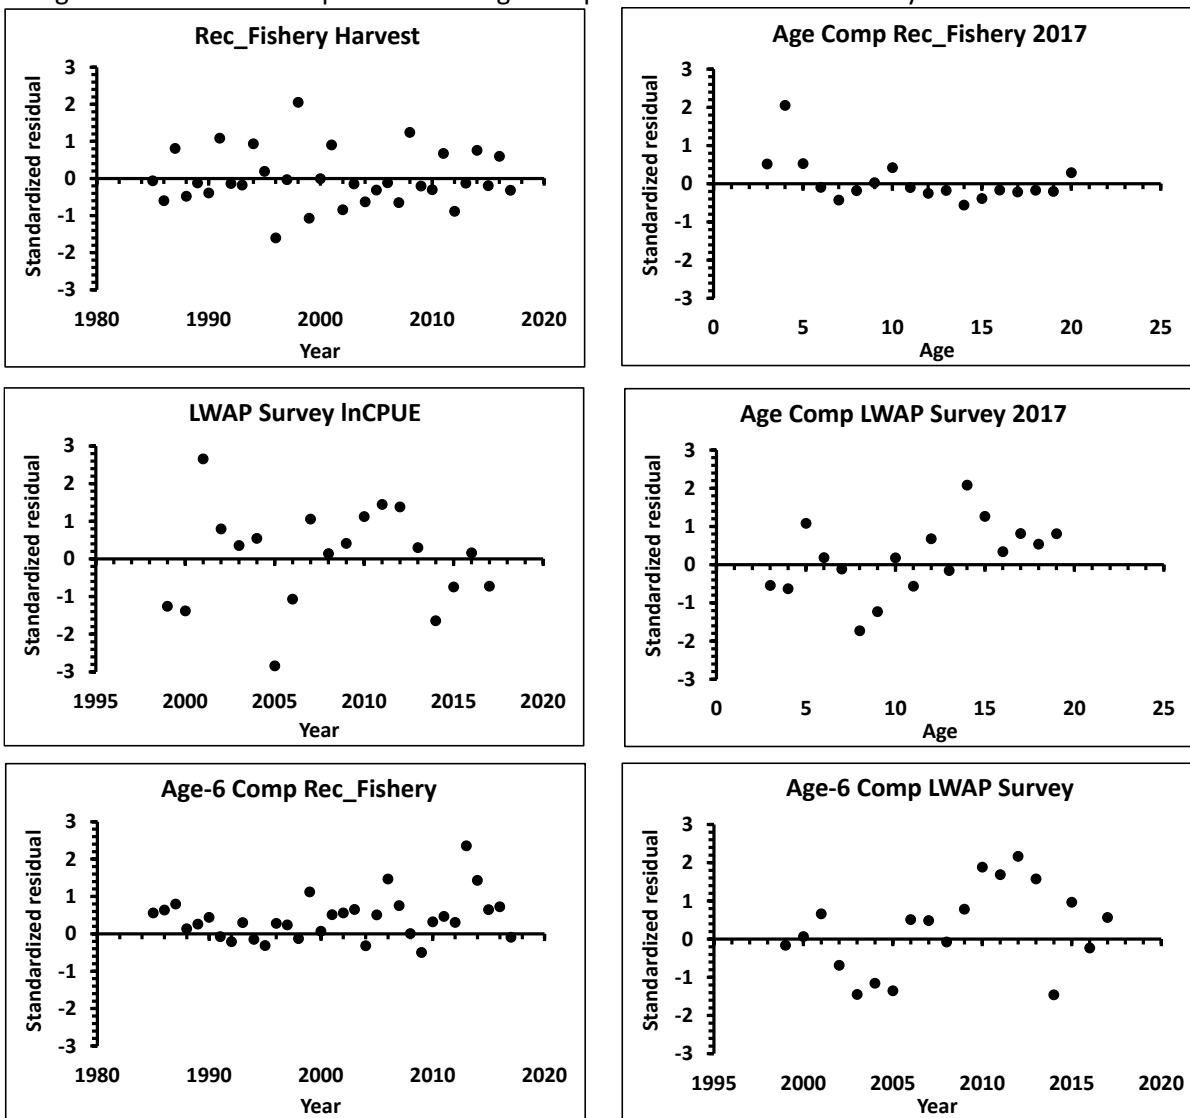 Rec_Fishery Harvest
Standardized residual
3
2
1
0
-1
-2
-3
1980 1990 2000 2010 2020
Year
Age Comp Rec_Fishery 2017
Standardized residual
3
2
1
0
-1
-2
-3
0 5 10 15 20 25
Age
LWAP Survey lnCPUE
Standardized residual
3
2
1
0
-1
-2
-3
1995 2000 2005 2010 2015 2020
Year
Age Comp LWAP Survey 2017
Standardized residual
3
2
1
0
-1
-2
-3
0 5 10 15 20 25
Age
Age-6 Comp Rec_Fishery
Standardized residual
3
2
1
0
-1
-2
-3
1980 1990 2000 2010 2020
Year
Age-6 Comp LWAP Survey
Standardized residual
3
2
1
0
-1
-2
-3
1995 2000 2005 2010 2015 2020
Year